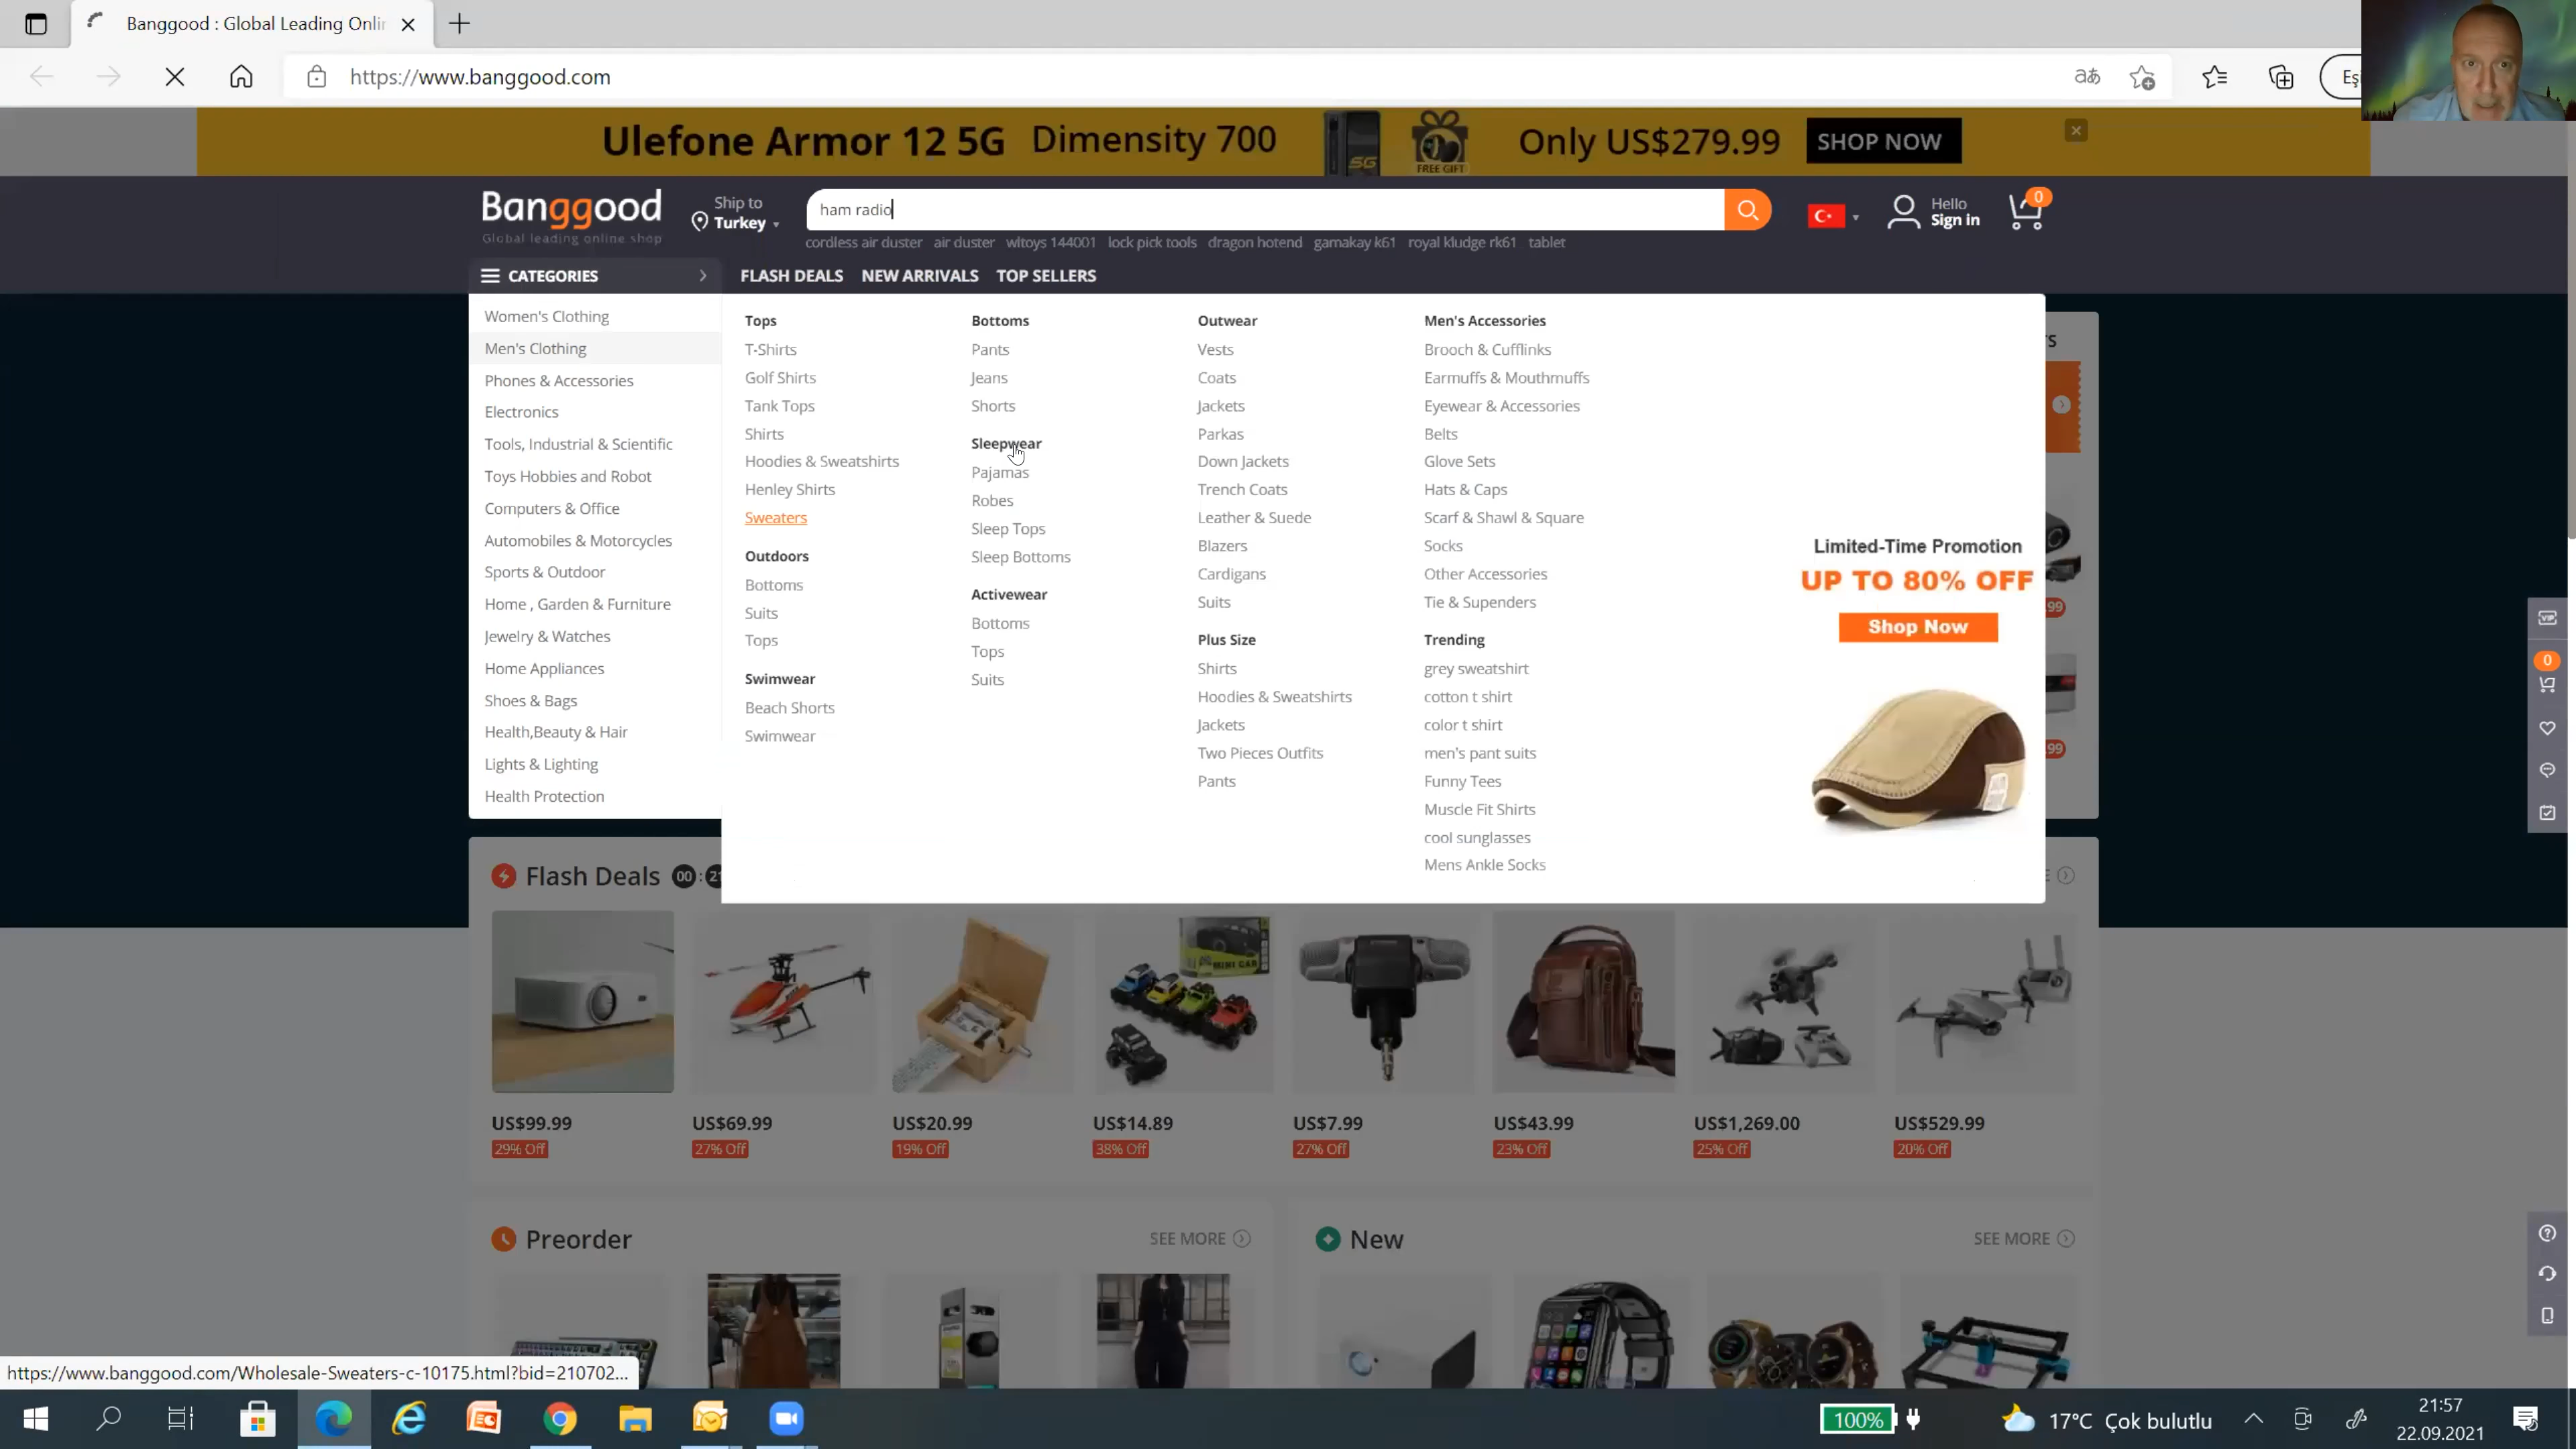 Banggood : Global Leading Onlin
https://www.banggood.com
Eş
Ulefone Armor 12 5G Dimensity 700 5G FREE GIFT Only US$279.99 SHOP NOW
Banggood
Global leading online shop
Ship to
Turkey
ham radio
Hello
Sign in
0
cordless air duster air duster wltoys 144001 lock pick tools dragon hotend gamakay k61 royal kludge rk61 tablet
CATEGORIES FLASH DEALS NEW ARRIVALS TOP SELLERS
Women's Clothing
Men's Clothing
Phones & Accessories
Electronics
Tools, Industrial & Scientific
Toys Hobbies and Robot
Computers & Office
Automobiles & Motorcycles
Sports & Outdoor
Home , Garden & Furniture
Jewelry & Watches
Home Appliances
Shoes & Bags
Health,Beauty & Hair
Lights & Lighting
Health Protection
Tops
T-Shirts
Golf Shirts
Tank Tops
Shirts
Hoodies & Sweatshirts
Henley Shirts
Sweaters
Outdoors
Bottoms
Suits
Tops
Swimwear
Beach Shorts
Swimwear
Bottoms
Pants
Jeans
Shorts
Sleepwear
Pajamas
Robes
Sleep Tops
Sleep Bottoms
Activewear
Bottoms
Tops
Suits
Outwear
Vests
Coats
Jackets
Parkas
Down Jackets
Trench Coats
Leather & Suede
Blazers
Cardigans
Suits
Plus Size
Shirts
Hoodies & Sweatshirts
Jackets
Two Pieces Outfits
Pants
Men's Accessories
Brooch & Cufflinks
Earmuffs & Mouthmuffs
Eyewear & Accessories
Belts
Glove Sets
Hats & Caps
Scarf & Shawl & Square
Socks
Other Accessories
Tie & Supenders
Trending
grey sweatshirt
cotton t shirt
color t shirt
men's pant suits
Funny Tees
Muscle Fit Shirts
cool sunglasses
Mens Ankle Socks
Limited-Time Promotion
UP TO 80% OFF
Shop Now
S
.99
.99
VIP
0
Flash Deals 00 : 21
E
MINI CAR
US$99.99 US$69.99 US$20.99 US$14.89 US$7.99 US$43.99 US$1,269.00 US$529.99
29% Off 27% Off 19% Off 38% Off 27% Off 23% Off 25% Off 20% Off
Preorder SEE MORE
New SEE MORE
https://www.banggood.com/Wholesale-Sweaters-c-10175.html?bid=210702...
100%
17°C Çok bulutlu
21:57
22.09.2021